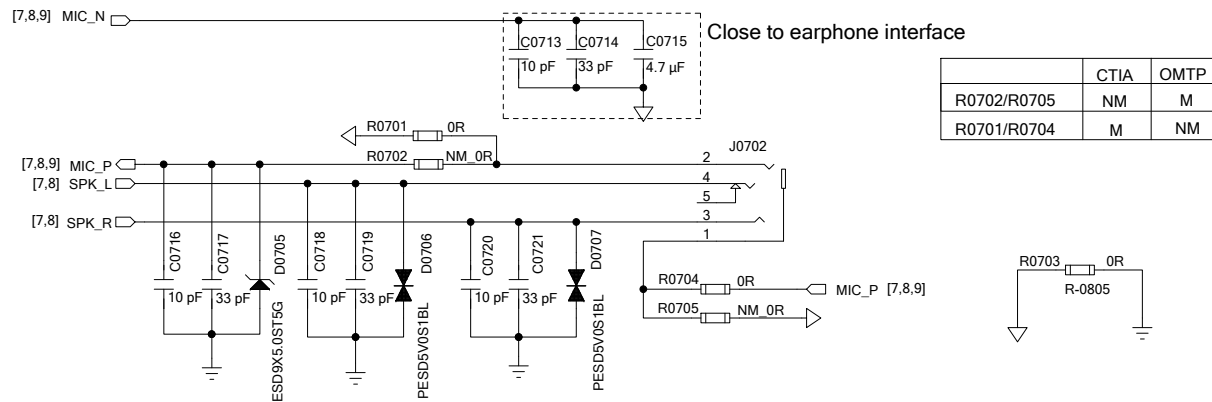 [7,8,9] MIC_N
C0713
10 pF
C0714
33 pF
C0715
4.7 µF
Close to earphone interface
CTIA OMTP
R0702/R0705 NM M
R0701/R0704 M NM
R0701 0R
R0702 NM_0R
J0702
[7,8,9] MIC_P
[7,8] SPK_L
[7,8] SPK_R
2
4
5
3
1
C0716
10 pF
C0717
33 pF
D0705
ESD9X5.0ST5G
C0718
10 pF
C0719
33 pF
D0706
PESD5V0S1BL
C0720
10 pF
C0721
33 pF
D0707
PESD5V0S1BL
R0704 0R
MIC_P [7,8,9]
R0705 NM_0R
R0703 0R
R-0805